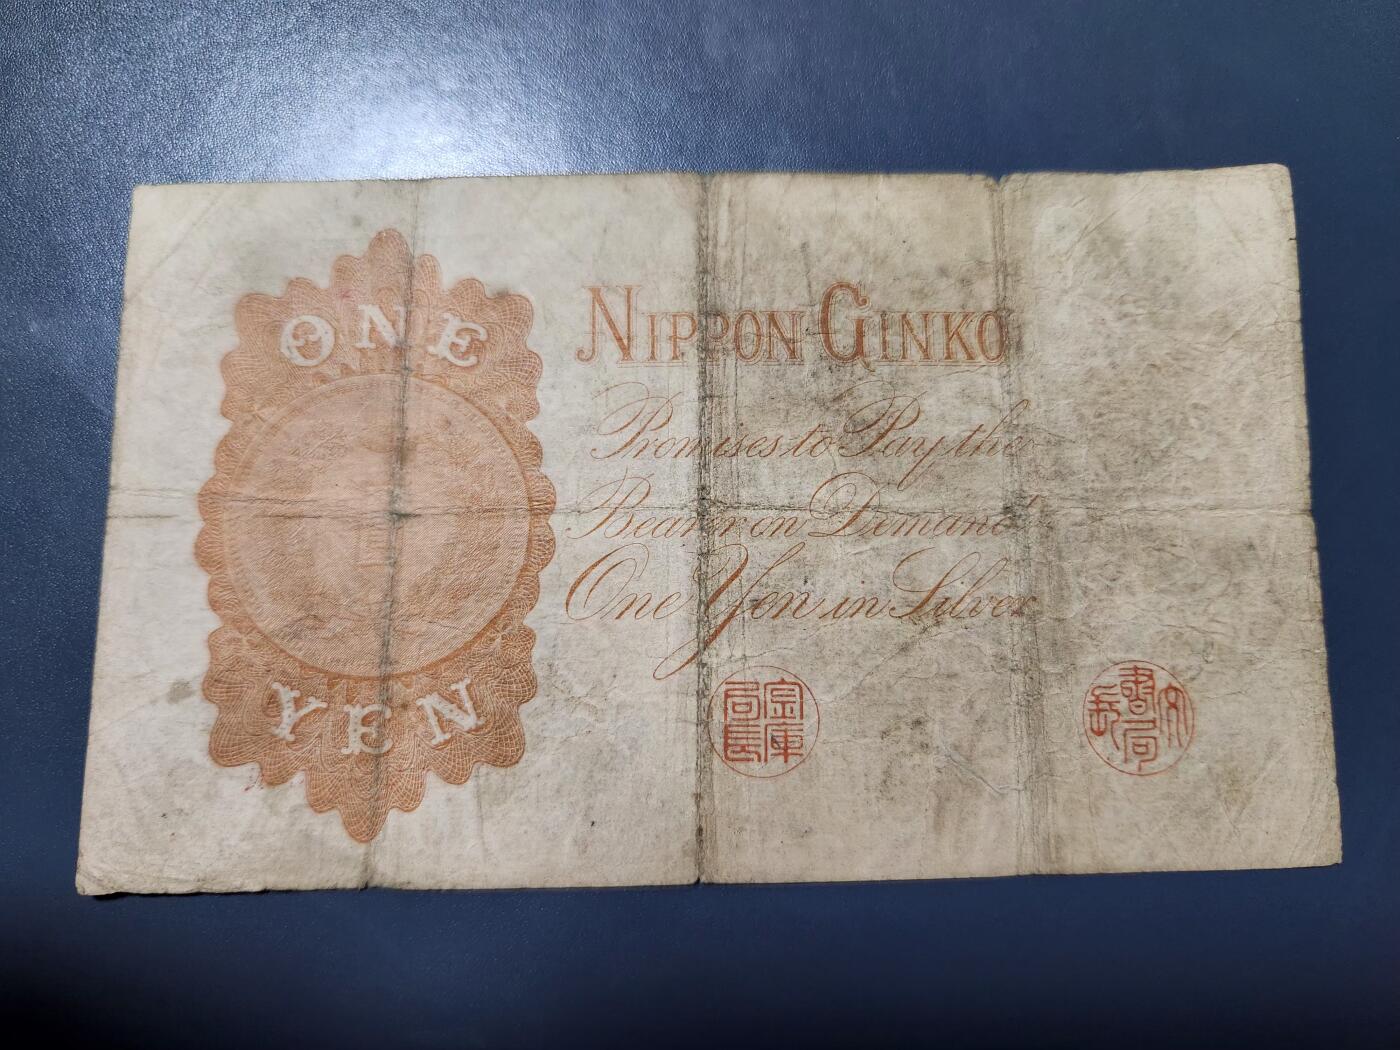 ONE
YEN
NIPPON GINKO
Promises to Pay the
Bearer on Demand
One Yen in Silver
金庫局長
文書局長